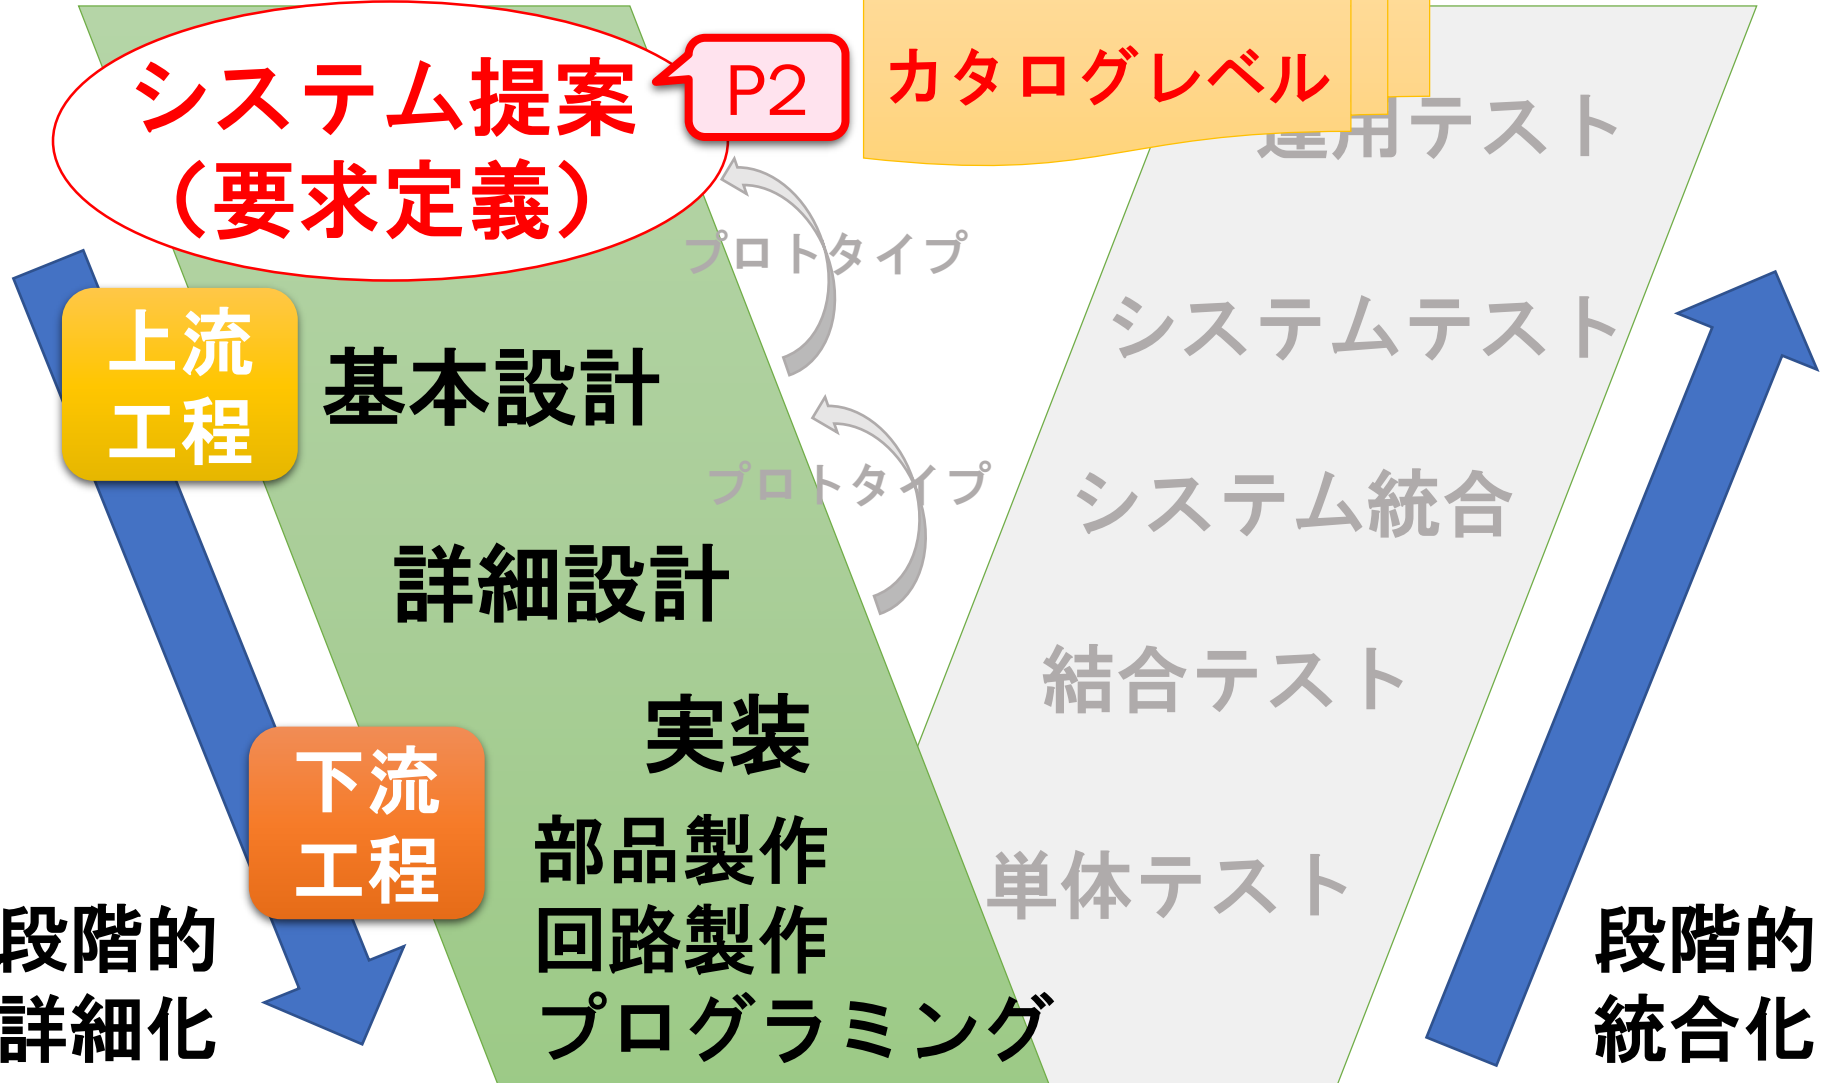 システム提案
（要求定義）
P2
カタログレベル
運用テスト
プロトタイプ
上流
工程
基本設計
システムテスト
プロトタイプ
システム統合
詳細設計
結合テスト
実装
下流
工程
部品製作
回路製作
プログラミング
単体テスト
段階的
詳細化
段階的
統合化